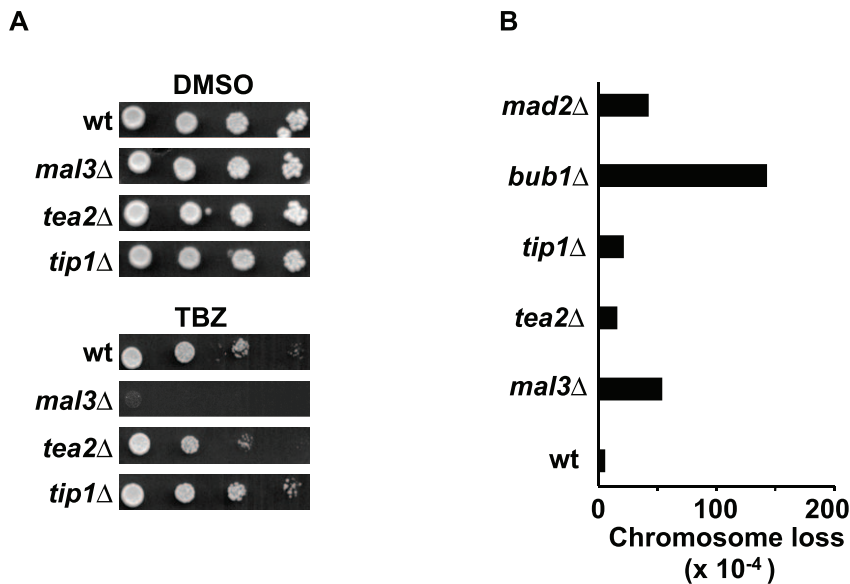 A
DMSO
wt
mal3Δ
tea2Δ
tip1Δ
TBZ
wt
mal3Δ
tea2Δ
tip1Δ
B
mad2Δ
bub1Δ
tip1Δ
tea2Δ
mal3Δ
wt
0 100 200
Chromosome loss
(x 10⁻⁴ )